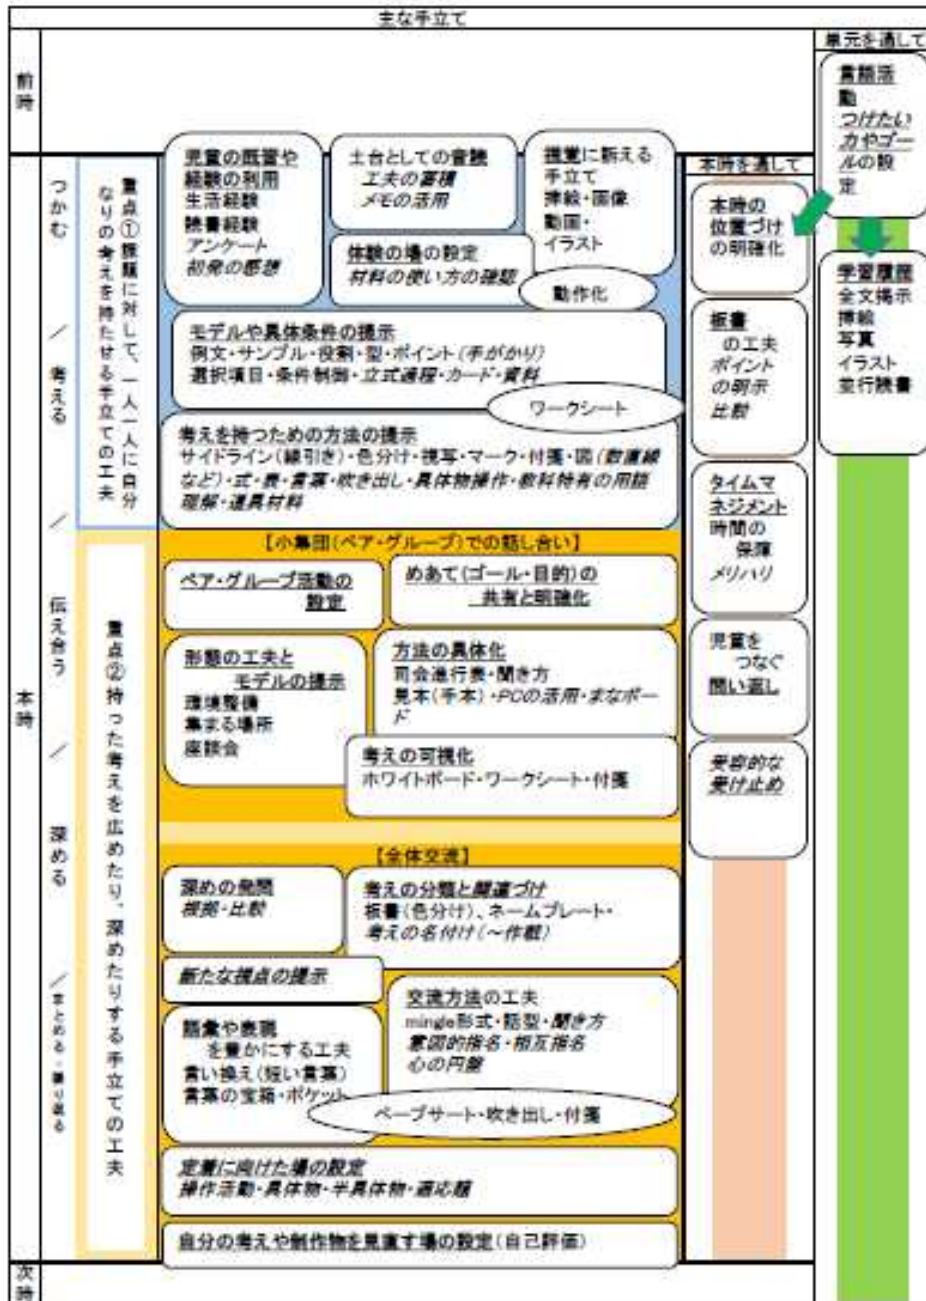 主な手立て
単元を通して
前時
言語活
動
つけたい
力やゴー
ルの設
定
本時
つかむ / 考える / 伝え合う / 深める / まとめる・振り返る
重点①課題に対して、一人一人に自分
なりの考えを持たせる手立ての工夫
児童の既習や
経験の利用
生活経験
読書経験
アンケート
初発の感想
土台としての音読
工夫の蓄積
メモの活用
視覚に訴える
手立て
挿絵・画像
動画・
イラスト
体験の場の設定
材料の使い方の確認
動作化
モデルや具体条件の提示
例文・サンプル・役割・型・ポイント(手がかり)
選択項目・条件制御・立式過程・カード・資料
ワークシート
考えを持つための方法の提示
サイドライン(線引き)・色分け・視写・マーク・付箋・図(数直線
など)・式・表・言葉・吹き出し・具体物操作・教科特有の用語
理解・道具材料
重点②持った考えを広めたり、深めたりする手立ての工夫
【小集団(ペア・グループ)での話し合い】
ペア・グループ活動の
設定
めあて(ゴール・目的)の
共有と明確化
形態の工夫と
モデルの提示
環境整備
集まる場所
座談会
方法の具体化
司会進行表・聞き方
見本(手本)・PCの活用・まなボー
ド
考えの可視化
ホワイトボード・ワークシート・付箋
【全体交流】
深めの発問
根拠・比較
考えの分類と関連づけ
板書(色分け)、ネームプレート・
考えの名付け(～作戦)
新たな視点の提示
交流方法の工夫
mingle形式・話型・聞き方
意図的指名・相互指名
心の円盤
語彙や表現
を豊かにする工夫
言い換え(短い言葉)
言葉の宝箱・ポケット
ペープサート・吹き出し・付箋
定着に向けた場の設定
操作活動・具体物・半具体物・適応題
自分の考えや制作物を見直す場の設定(自己評価)
本時を通して
本時の
位置づけ
の明確化
板書
の工夫
ポイント
の明示
比較
タイムマ
ネジメント
時間の
保障
メリハリ
児童を
つなぐ
問い返し
受容的な
受け止め
学習履歴
全文掲示
挿絵
写真
イラスト
並行読書
次時